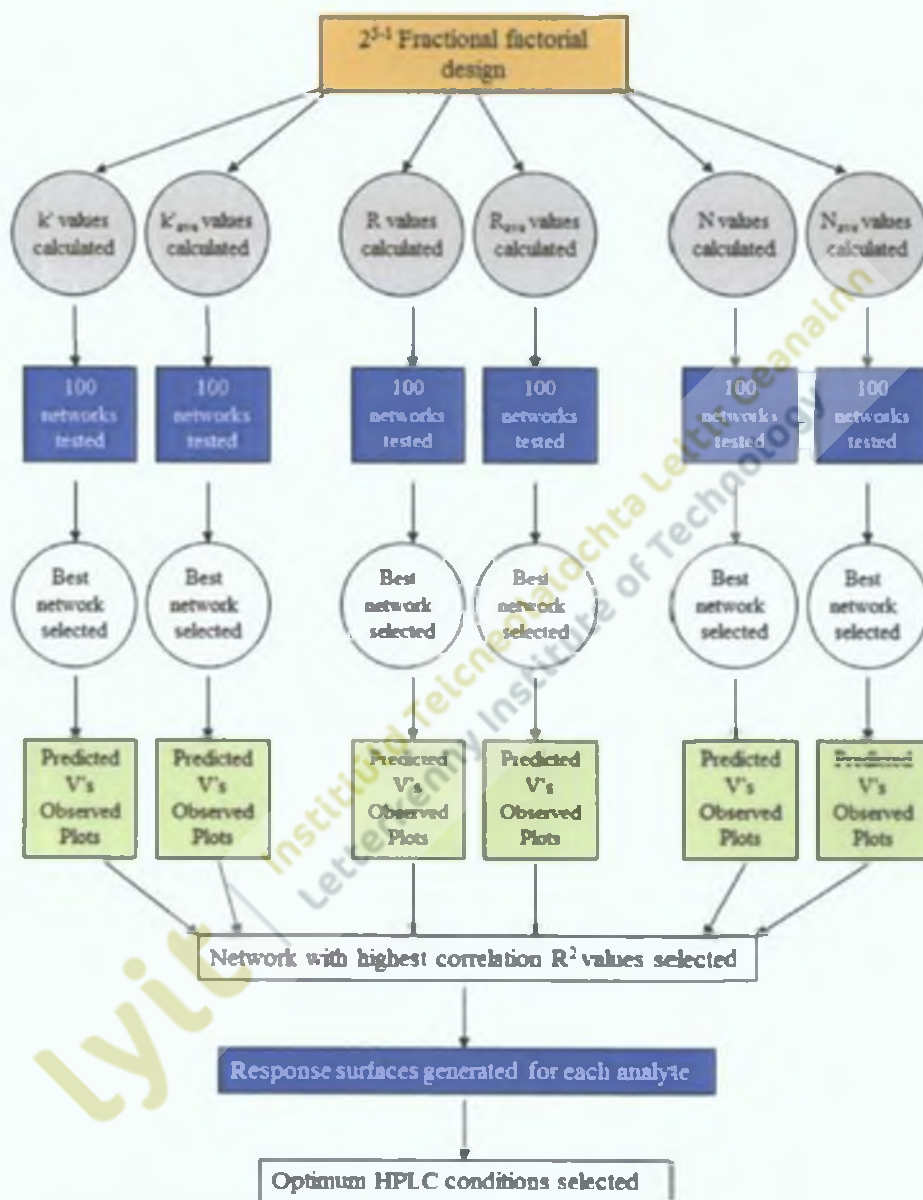 2⁵⁻¹ Fractional factorial
design
k' values
calculated
k'ave values
calculated
R values
calculated
Rave values
calculated
N values
calculated
Nave values
calculated
100
networks
tested
100
networks
tested
100
networks
tested
100
networks
tested
100
networks
tested
100
networks
tested
Best
network
selected
Best
network
selected
Best
network
selected
Best
network
selected
Best
network
selected
Best
network
selected
Predicted
V's
Observed
Plots
Predicted
V's
Observed
Plots
Predicted
V's
Observed
Plots
Predicted
V's
Observed
Plots
Predicted
V's
Observed
Plots
Predicted
V's
Observed
Plots
Network with highest correlation R² values selected
Response surfaces generated for each analyte
Optimum HPLC conditions selected
lyit
Institiúid Teicneolaíochta Leitir Ceanainn
Letterkenny Institute of Technology